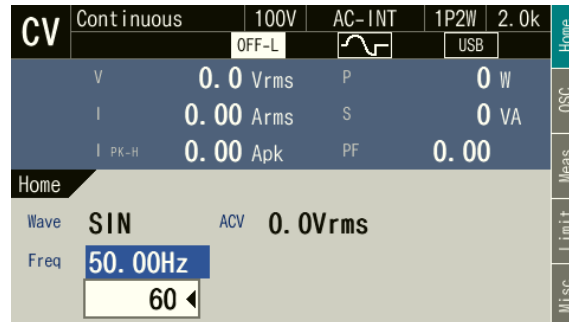 CV Continuous 100V AC-INT 1P2W 2.0k
OFF-L USB
V 0.0 Vrms P 0 W
I 0.00 Arms S 0 VA
I PK-H 0.00 Apk PF 0.00
Home
Wave SIN ACV 0.0Vrms
Freq 50.00Hz
60
Home
OSC
Meas
Limit
Misc